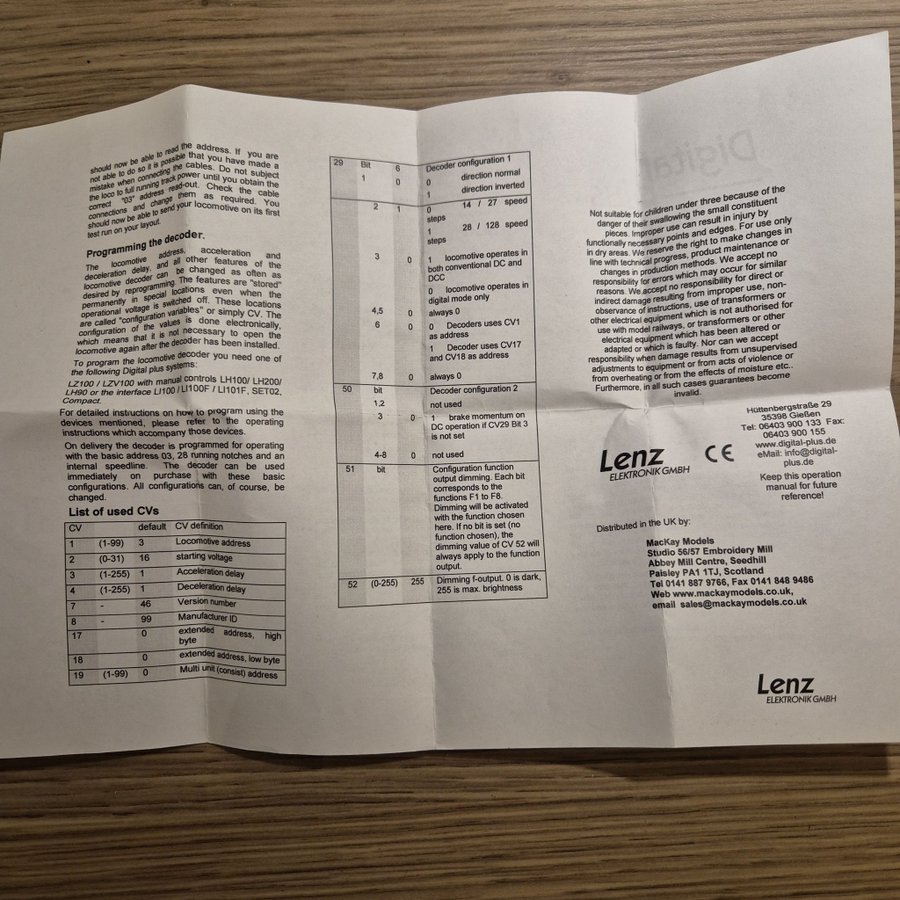 should now be able to read the address. If you are
not able to do so it is possible that you have made a
mistake when connecting the cables. Do not subject
the loco to full running track power until you obtain the
correct "03" address read-out. Check the cable
connections and change them as required. You
should now be able to send your locomotive on its first
test run on your layout.
Programming the decoder.
The locomotive address, acceleration and
deceleration delay, and all other features of the
locomotive decoder can be changed as often as
desired by reprogramming. The features are "stored"
permanently in special locations even when the
operational voltage is switched off. These locations
are called "configuration variables" or simply CV. The
configuration of the values is done electronically,
which means that it is not necessary to open the
locomotive again after the decoder has been installed.
To program the locomotive decoder you need one of
the following Digital plus systems:
LZ100 / LZV100 with manual controls LH100/ LH200/
LH90 or the interface LI100 / LI100F / LI101F, SET02,
Compact.
For detailed instructions on how to program using the
devices mentioned, please refer to the operating
instructions which accompany those devices.
On delivery the decoder is programmed for operating
with the basic address 03, 28 running notches and an
internal speedline. The decoder can be used
immediately on purchase with these basic
configurations. All configurations can, of course, be
changed.
List of used CVs
CV default CV definition
1 (1-99) 3 Locomotive address
2 (0-31) 16 starting voltage
3 (1-255) 1 Acceleration delay
4 (1-255) 1 Deceleration delay
7 - 46 Version number
8 - 99 Manufacturer ID
17 0 extended address, high
byte
18 0 extended address, low byte
19 (1-99) 0 Multi unit (consist) address
29 Bit 6 Decoder configuration 1
1 0 0 direction normal
1 direction inverted
2 1 0 14 / 27 speed
steps
1 28 / 128 speed
steps
3 0 1 locomotive operates in
both conventional DC and
DCC
0 locomotive operates in
digital mode only
4,5 0 always 0
6 0 0 Decoders uses CV1
as address
1 Decoder uses CV17
and CV18 as address
7,8 0 always 0
50 bit Decoder configuration 2
1,2 not used
3 0 1 brake momentum on
DC operation if CV29 Bit 3
is not set
4-8 0 not used
51 bit Configuration function
output dimming. Each bit
corresponds to the
functions F1 to F8.
Dimming will be activated
with the function chosen
here. If no bit is set (no
function chosen), the
dimming value of CV 52 will
always apply to the function
output.
52 (0-255) 255 Dimming f-output. 0 is dark,
255 is max. brightness
Not suitable for children under three because of the
danger of their swallowing the small constituent
pieces. Improper use can result in injury by
functionally necessary points and edges. For use only
in dry areas. We reserve the right to make changes in
line with technical progress, product maintenance or
changes in production methods. We accept no
responsibility for errors which may occur for similar
reasons. We accept no responsibility for direct or
indirect damage resulting from improper use, non-
observance of instructions, use of transformers or
other electrical equipment which is not authorised for
use with model railways, or transformers or other
electrical equipment which has been altered or
adapted or which is faulty. Nor can we accept
responsibility when damage results from unsupervised
adjustments to equipment or from acts of violence or
from overheating or from the effects of moisture etc..
Furthermore, in all such cases guarantees become
invalid.
Lenz
ELEKTRONIK GMBH
CE
Hüttenbergstraße 29
35398 Gießen
Tel: 06403 900 133 Fax:
06403 900 155
www.digital-plus.de
eMail: info@digital-
plus.de
Keep this operation
manual for future
reference!
Distributed in the UK by:
MacKay Models
Studio 56/57 Embroidery Mill
Abbey Mill Centre, Seedhill
Paisley PA1 1TJ, Scotland
Tel 0141 887 9766, Fax 0141 848 9486
Web www.mackaymodels.co.uk,
email sales@mackaymodels.co.uk
Lenz
ELEKTRONIK GMBH